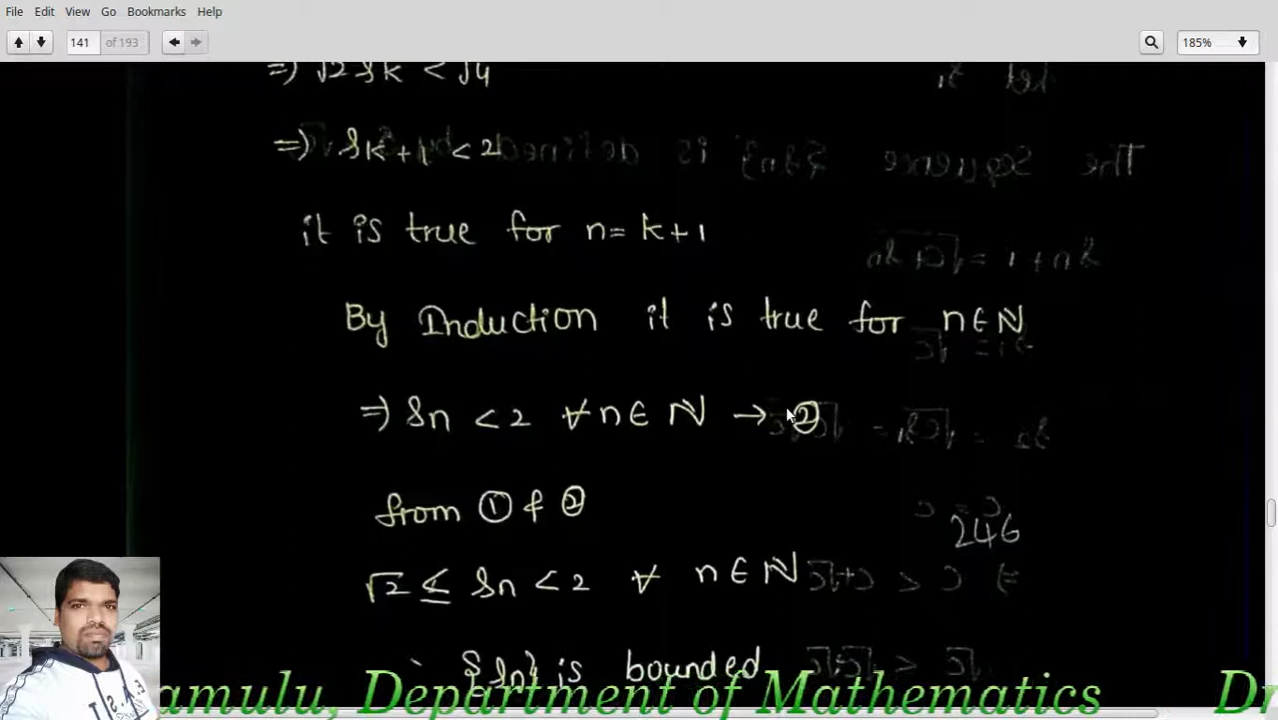 File Edit View Go Bookmarks Help
141 of 193 185%
=) √2 Sk < √4
=) Sk+1 < 2
it is true for n= k+1
By Induction it is true for n∈ℕ
=) Sn < 2 ∀ n∈ ℕ → ②
from ① & ②
246
√2 ≤ Sn < 2 ∀ n∈ℕ
∴ {Sn} is bounded
amulu, Department of Mathematics Dr